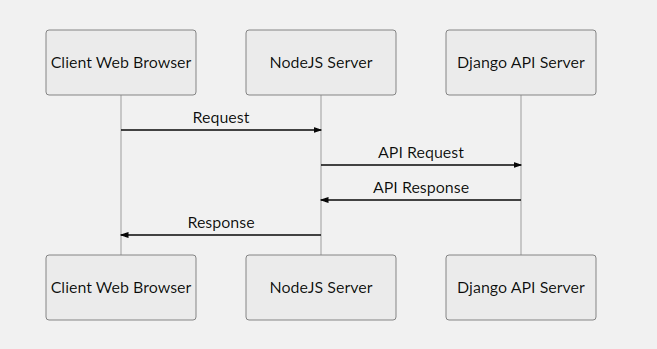 Client Web Browser
NodeJS Server
Django API Server
Request
API Request
API Response
Response
Client Web Browser
NodeJS Server
Django API Server